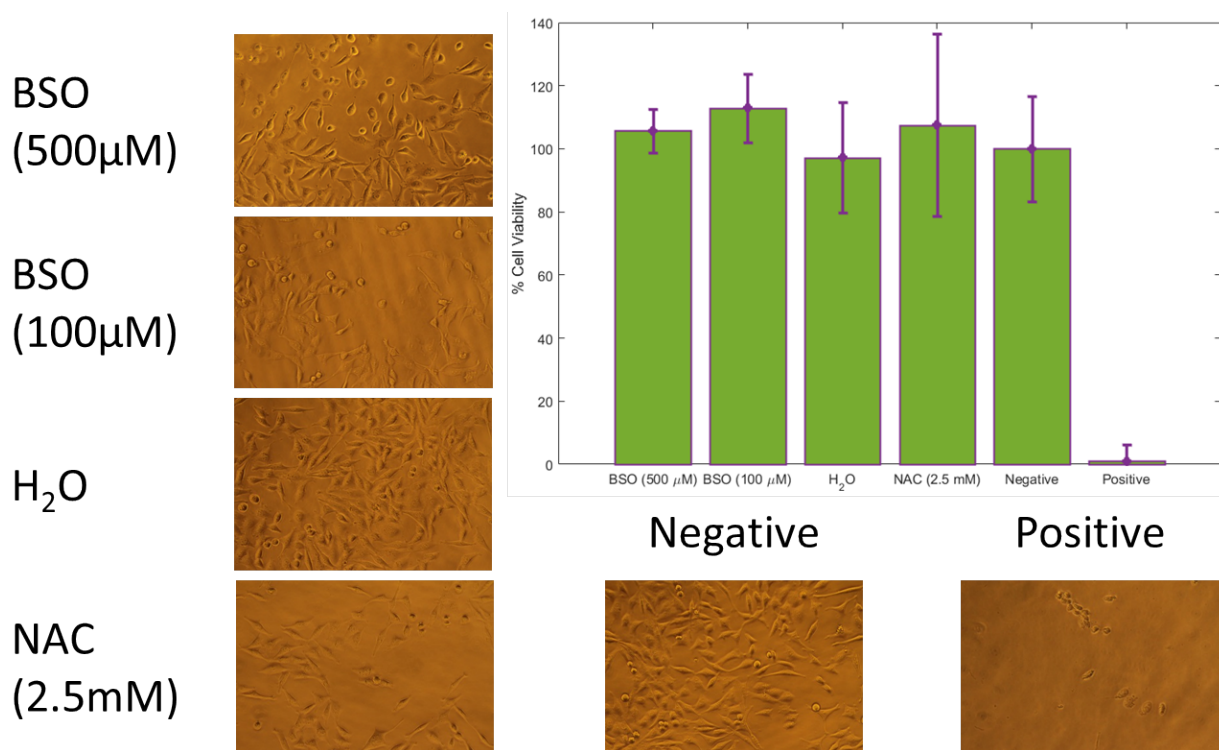 BSO
(500µM)
BSO
(100µM)
H₂O
NAC
(2.5mM)
% Cell Viability
140
120
100
80
60
40
20
0
BSO (500 μM) BSO (100 μM) H₂O NAC (2.5 mM) Negative Positive
Negative Positive